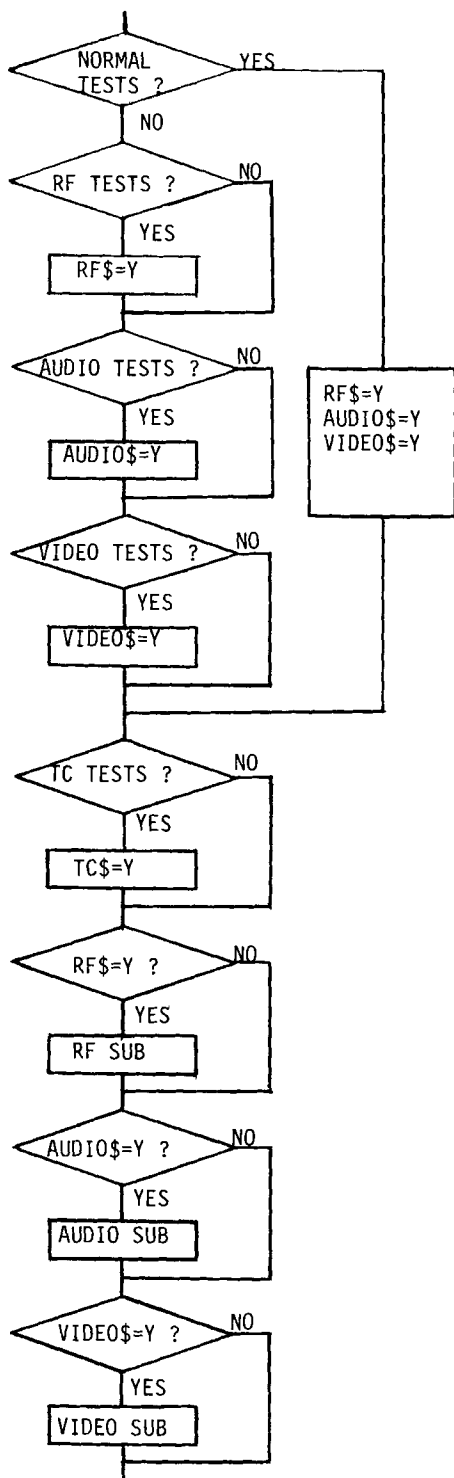 NORMAL
TESTS ?
YES
NO
RF TESTS ?
NO
YES
RF$=Y
AUDIO TESTS ?
NO
YES
AUDIO$=Y
RF$=Y
AUDIO$=Y
VIDEO$=Y
VIDEO TESTS ?
NO
YES
VIDEO$=Y
TC TESTS ?
NO
YES
TC$=Y
RF$=Y ?
NO
YES
RF SUB
AUDIO$=Y ?
NO
YES
AUDIO SUB
VIDEO$=Y ?
NO
YES
VIDEO SUB